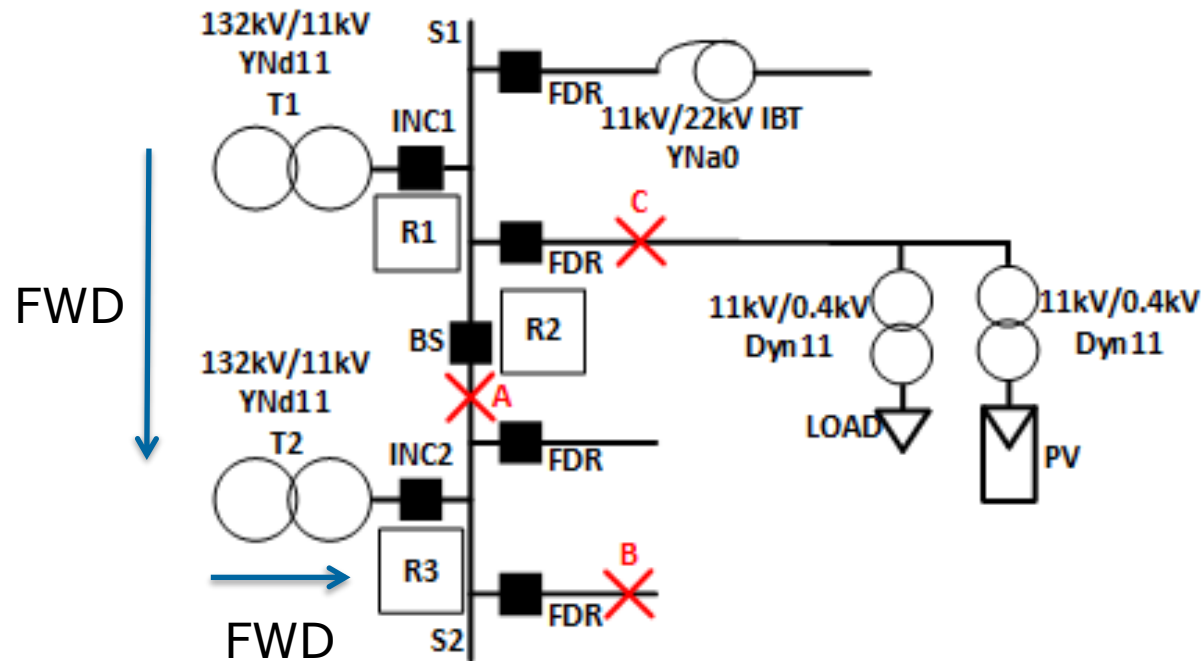 132kV/11kV
YNd11
T1
S1
INC1
R1
FDR
11kV/22kV IBT
YNa0
C
FDR
FWD
BS
R2
A
11kV/0.4kV
Dyn11
11kV/0.4kV
Dyn11
132kV/11kV
YNd11
T2
INC2
FDR
LOAD
PV
R3
B
FDR
FWD
S2